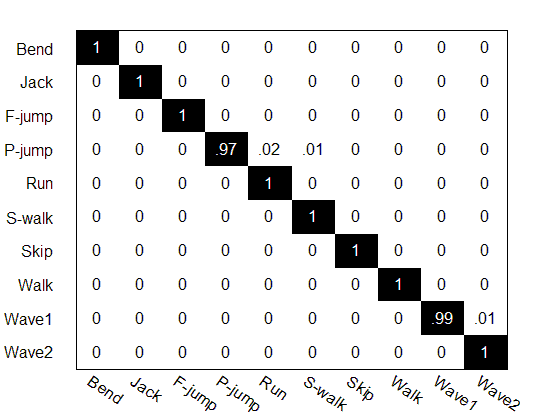 Bend 1 0 0 0 0 0 0 0 0 0
Jack 0 1 0 0 0 0 0 0 0 0
F-jump 0 0 1 0 0 0 0 0 0 0
P-jump 0 0 0 .97 .02 .01 0 0 0 0
Run 0 0 0 0 1 0 0 0 0 0
S-walk 0 0 0 0 0 1 0 0 0 0
Skip 0 0 0 0 0 0 1 0 0 0
Walk 0 0 0 0 0 0 0 1 0 0
Wave1 0 0 0 0 0 0 0 0 .99 .01
Wave2 0 0 0 0 0 0 0 0 0 1
Bend Jack F-jump P-jump Run S-walk Skip Walk Wave1 Wave2